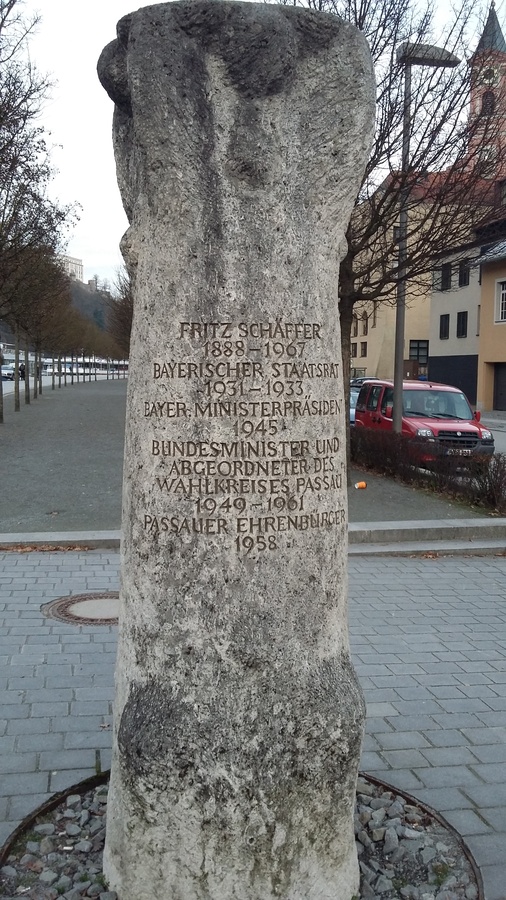 FRITZ SCHÄFFER
1888–1967
BAYERISCHER STAATSRAT
1931–1933
BAYER. MINISTERPRÄSIDENT
1945
BUNDESMINISTER UND
ABGEORDNETER DES
WAHLKREISES PASSAU
1949–1961
PASSAUER EHRENBÜRGER
1958